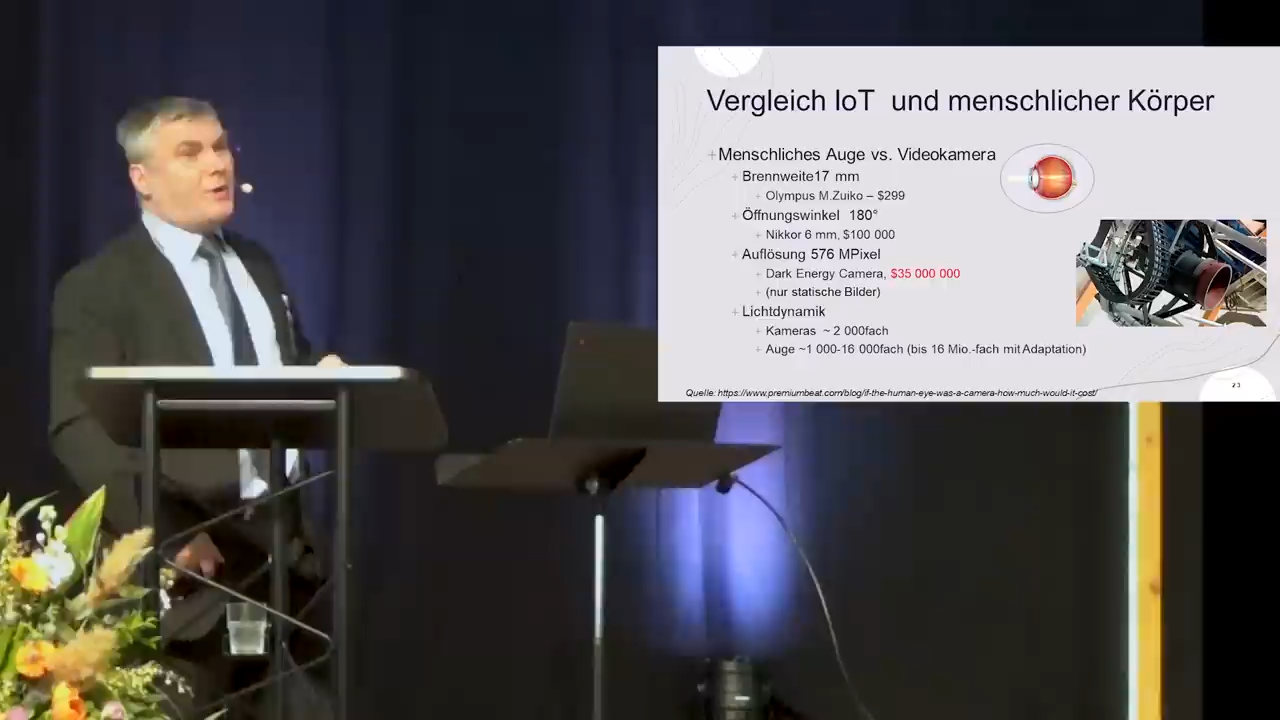 Vergleich IoT und menschlicher Körper
+Menschliches Auge vs. Videokamera
+ Brennweite17 mm
+ Olympus M.Zuiko – $299
+ Öffnungswinkel 180°
+ Nikkor 6 mm, $100 000
+ Auflösung 576 MPixel
+ Dark Energy Camera, $35 000 000
+ (nur statische Bilder)
+ Lichtdynamik
+ Kameras ~ 2 000fach
+ Auge ~1 000-16 000fach (bis 16 Mio.-fach mit Adaptation)
23
Quelle: https://www.premiumbeat.com/blog/if-the-human-eye-was-a-camera-how-much-would-it-cost/